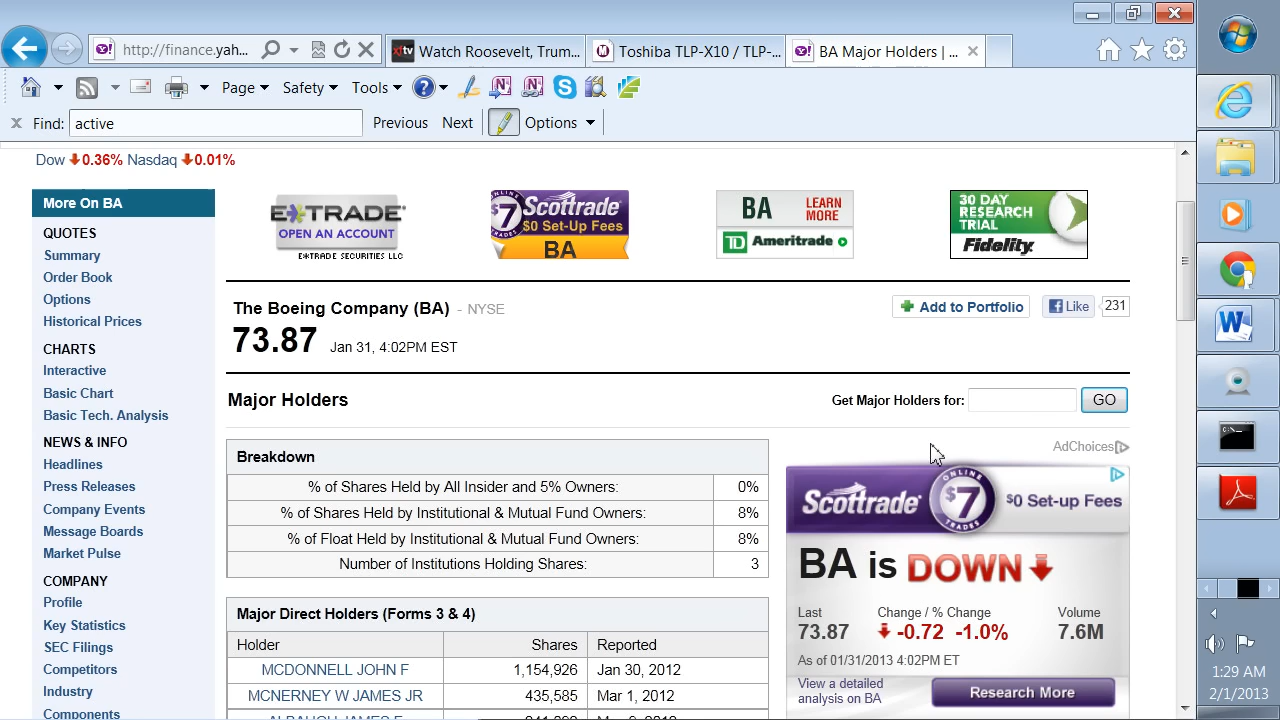 http://finance.yah...
Watch Roosevelt, Trum...
Toshiba TLP-X10 / TLP-...
BA Major Holders | ...
Page
Safety
Tools
Find: active
Previous
Next
Options
Dow 0.36% Nasdaq 0.01%
More On BA
QUOTES
Summary
Order Book
Options
Historical Prices
CHARTS
Interactive
Basic Chart
Basic Tech. Analysis
NEWS & INFO
Headlines
Press Releases
Company Events
Message Boards
Market Pulse
COMPANY
Profile
Key Statistics
SEC Filings
Competitors
Industry
Components
E*TRADE
OPEN AN ACCOUNT
E*TRADE SECURITIES LLC
$7 ONLINE TRADES
Scottrade
$0 Set-Up Fees
BA
BA LEARN MORE
TD Ameritrade
30 DAY
RESEARCH
TRIAL
Fidelity.
The Boeing Company (BA) - NYSE
73.87 Jan 31, 4:02PM EST
Add to Portfolio
Like 231
Major Holders
Get Major Holders for: GO
Breakdown
% of Shares Held by All Insider and 5% Owners: 0%
% of Shares Held by Institutional & Mutual Fund Owners: 8%
% of Float Held by Institutional & Mutual Fund Owners: 8%
Number of Institutions Holding Shares: 3
Major Direct Holders (Forms 3 & 4)
Holder Shares Reported
MCDONNELL JOHN F 1,154,926 Jan 30, 2012
MCNERNEY W JAMES JR 435,585 Mar 1, 2012
AdChoices
Scottrade ONLINE $7 TRADES $0 Set-up Fees
BA is DOWN
Last Change / % Change Volume
73.87 -0.72 -1.0% 7.6M
As of 01/31/2013 4:02PM ET
View a detailed
analysis on BA
Research More
1:29 AM
2/1/2013